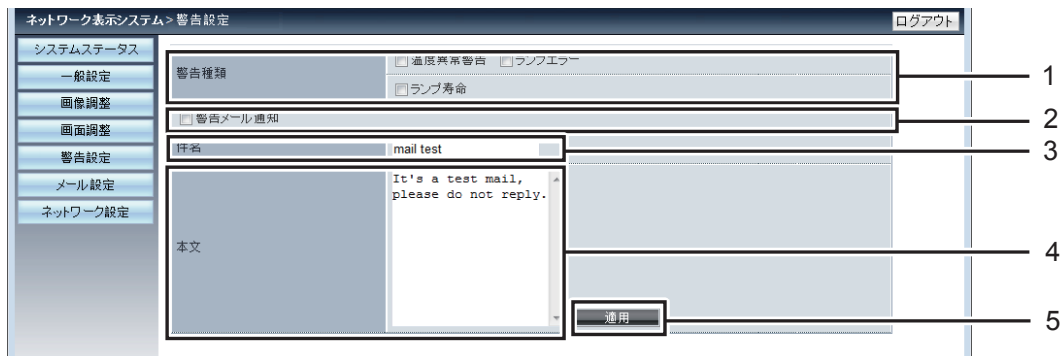 ネットワーク表示システム>警告設定
ログアウト
システムステータス
一般設定
画像調整
画面調整
警告設定
メール設定
ネットワーク設定
警告種類
温度異常警告 ランプエラー
ランプ寿命
1
警告メール通知
2
件名
mail test
3
本文
It's a test mail,
please do not reply.
4
適用
5